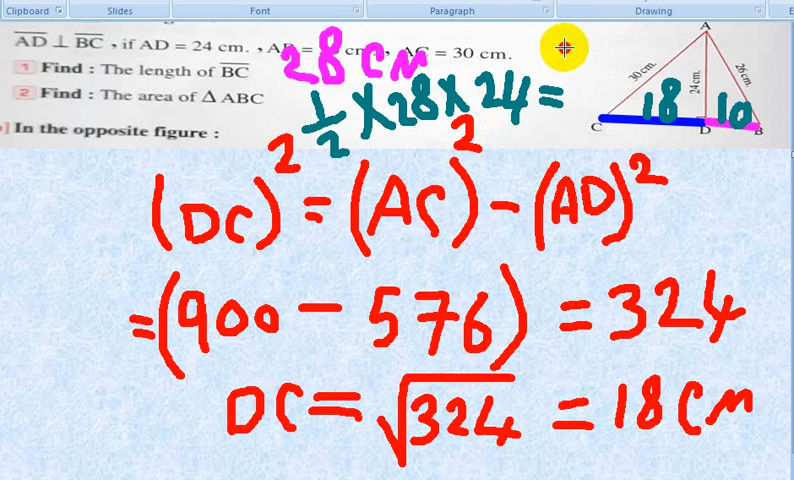 Clipboard Slides Font Paragraph Drawing
AD ⊥ BC , if AD = 24 cm. , cm. , AC = 30 cm.
28 CM
1 Find : The length of BC
2 Find : The area of Δ ABC
1/2 × 28 × 24 =
] In the opposite figure :
A
30 cm. 24 cm. 26 cm.
18 10
C D B
(DC)² = (AC)² - (AD)²
= (900 - 576) = 324
DC = √324 = 18 CM